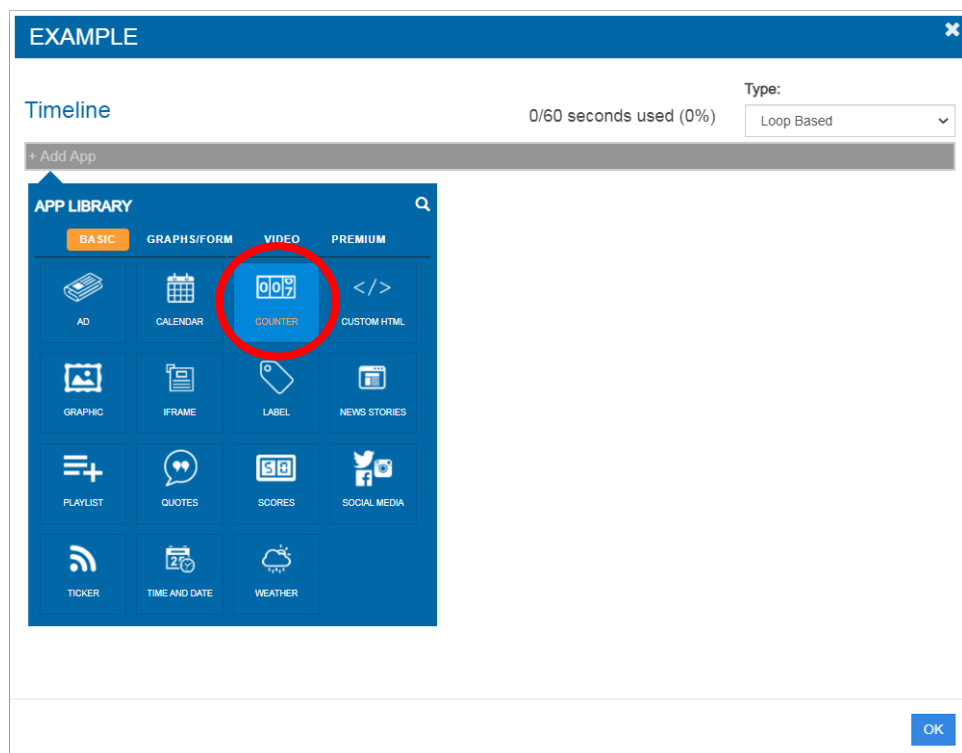 EXAMPLE
Timeline
0/60 seconds used (0%)
Type:
Loop Based
+ Add App
APP LIBRARY
BASIC GRAPHS/FORM VIDEO PREMIUM
007
</>
AD CALENDAR COUNTER CUSTOM HTML
GRAPHIC IFRAME LABEL NEWS STORIES
PLAYLIST QUOTES SCORES SOCIAL MEDIA
TICKER TIME AND DATE WEATHER
OK